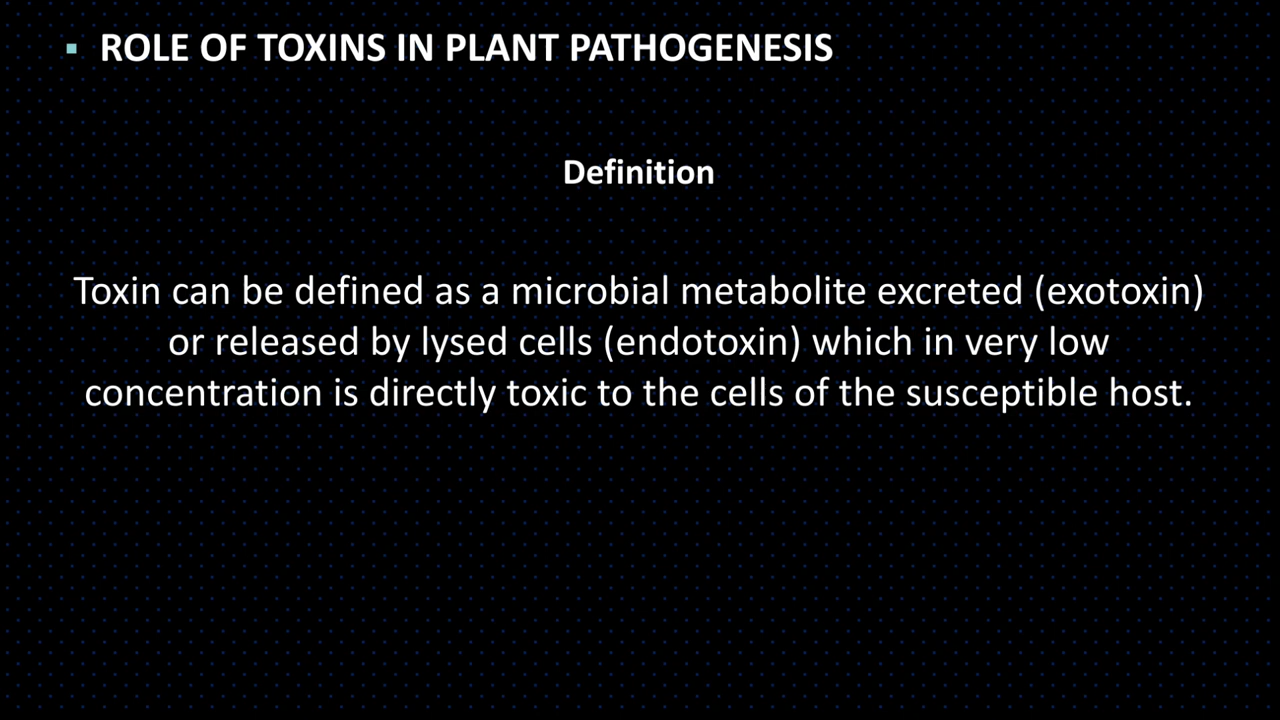 ▪ ROLE OF TOXINS IN PLANT PATHOGENESIS
Definition
Toxin can be defined as a microbial metabolite excreted (exotoxin)
or released by lysed cells (endotoxin) which in very low
concentration is directly toxic to the cells of the susceptible host.